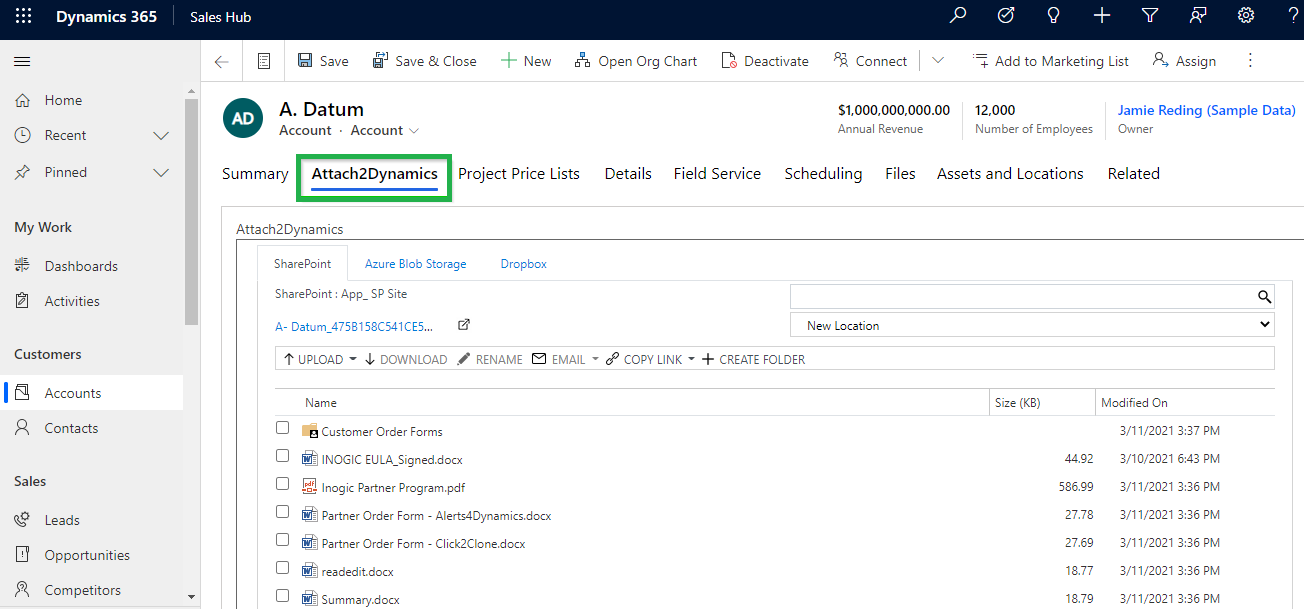 Dynamics 365 Sales Hub
Save Save & Close New Open Org Chart Deactivate Connect Add to Marketing List Assign
Home
Recent
Pinned
My Work
Dashboards
Activities
Customers
Accounts
Contacts
Sales
Leads
Opportunities
Competitors
AD
A. Datum
Account · Account
$1,000,000,000.00
Annual Revenue
12,000
Number of Employees
Jamie Reding (Sample Data)
Owner
Summary Attach2Dynamics Project Price Lists Details Field Service Scheduling Files Assets and Locations Related
Attach2Dynamics
SharePoint Azure Blob Storage Dropbox
SharePoint : App_ SP Site
A- Datum_475B158C541CE5...
New Location
UPLOAD DOWNLOAD RENAME EMAIL COPY LINK CREATE FOLDER
Name Size (KB) Modified On
Customer Order Forms 3/11/2021 3:37 PM
INOGIC EULA_Signed.docx 44.92 3/10/2021 6:43 PM
Inogic Partner Program.pdf 586.99 3/11/2021 3:36 PM
Partner Order Form - Alerts4Dynamics.docx 27.78 3/11/2021 3:36 PM
Partner Order Form - Click2Clone.docx 27.69 3/11/2021 3:36 PM
readedit.docx 18.77 3/11/2021 3:36 PM
Summary.docx 18.79 3/11/2021 3:36 PM